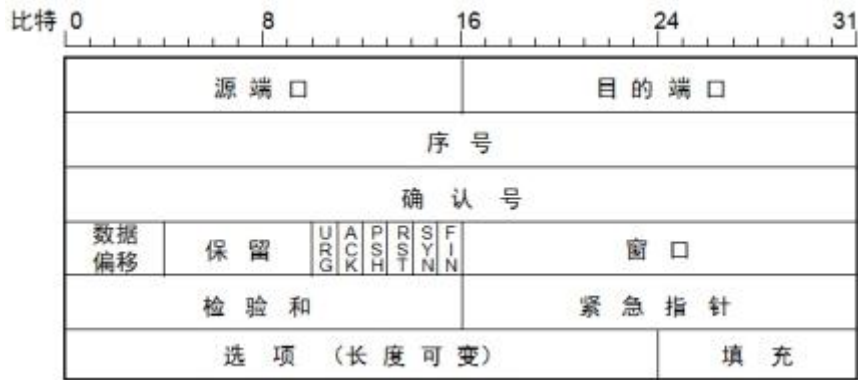 比特 0 8 16 24 31
源端口 目的端口
序号
确认号
数据偏移 保留 URG ACK PSH RST SYN FIN 窗口
检验和 紧急指针
选项 (长度可变) 填充